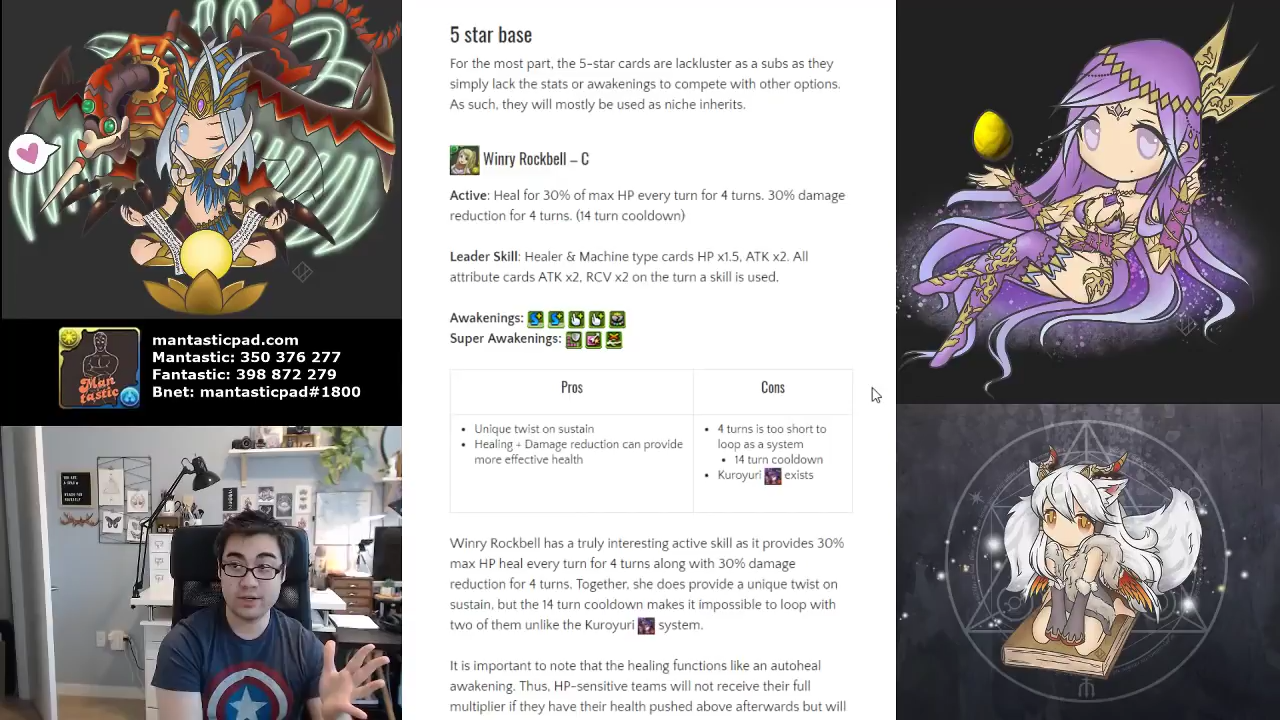 5 star base
For the most part, the 5-star cards are lackluster as a subs as they
simply lack the stats or awakenings to compete with other options.
As such, they will mostly be used as niche inherits.
Winry Rockbell – C
Active: Heal for 30% of max HP every turn for 4 turns. 30% damage
reduction for 4 turns. (14 turn cooldown)
Leader Skill: Healer & Machine type cards HP x1.5, ATK x2. All
attribute cards ATK x2, RCV x2 on the turn a skill is used.
Awakenings:
Super Awakenings:
Pros
Cons
Unique twist on sustain
Healing + Damage reduction can provide
more effective health
4 turns is too short to
loop as a system
14 turn cooldown
Kuroyuri exists
Winry Rockbell has a truly interesting active skill as it provides 30%
max HP heal every turn for 4 turns along with 30% damage
reduction for 4 turns. Together, she does provide a unique twist on
sustain, but the 14 turn cooldown makes it impossible to loop with
two of them unlike the Kuroyuri system.
It is important to note that the healing functions like an autoheal
awakening. Thus, HP-sensitive teams will not receive their full
multiplier if they have their health pushed above afterwards but will
Man
tastic
mantasticpad.com
Mantastic: 350 376 277
Fantastic: 398 872 279
Bnet: mantasticpad#1800